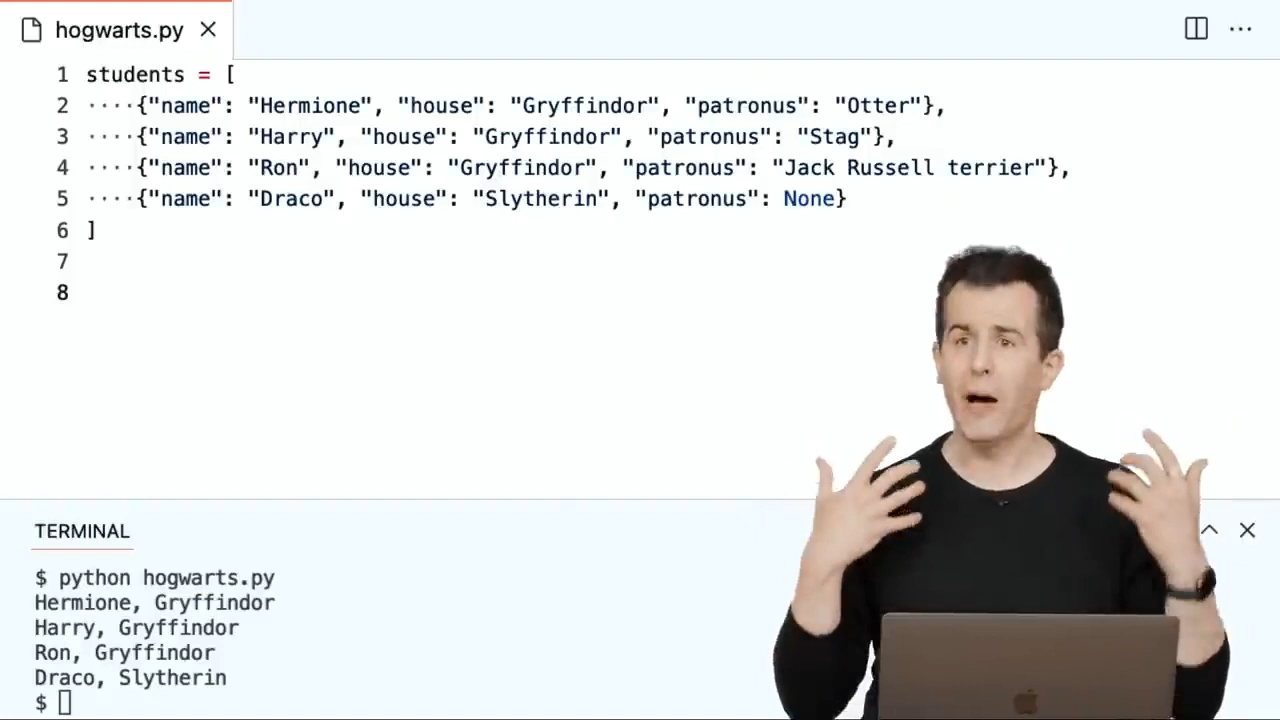 hogwarts.py
1 students = [
2 ····{"name": "Hermione", "house": "Gryffindor", "patronus": "Otter"},
3 ····{"name": "Harry", "house": "Gryffindor", "patronus": "Stag"},
4 ····{"name": "Ron", "house": "Gryffindor", "patronus": "Jack Russell terrier"},
5 ····{"name": "Draco", "house": "Slytherin", "patronus": None}
6 ]
7
8
TERMINAL
$ python hogwarts.py
Hermione, Gryffindor
Harry, Gryffindor
Ron, Gryffindor
Draco, Slytherin
$